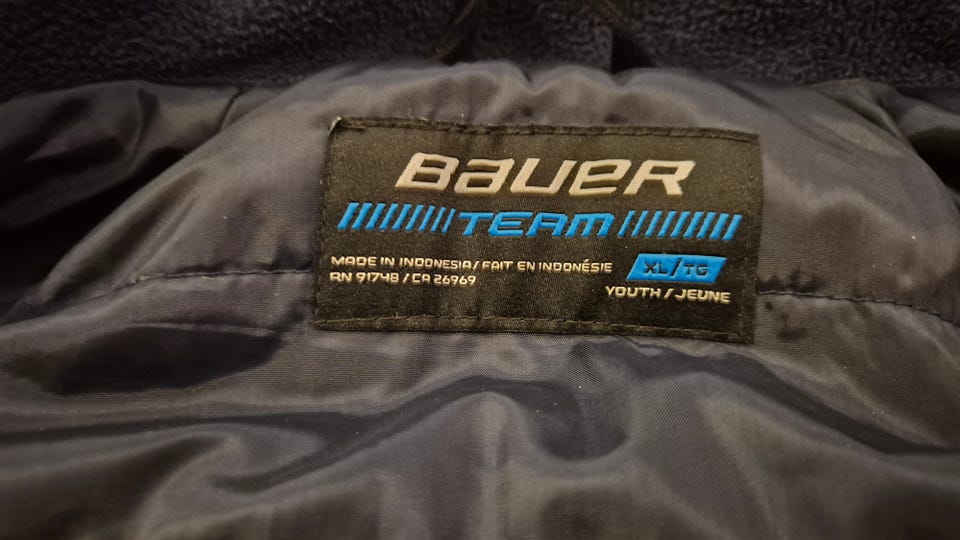 BAUER
TEAM
MADE IN INDONESIA / FAIT EN INDONÉSIE
RN 91748 / CA 26969
XL/TG
YOUTH / JEUNE